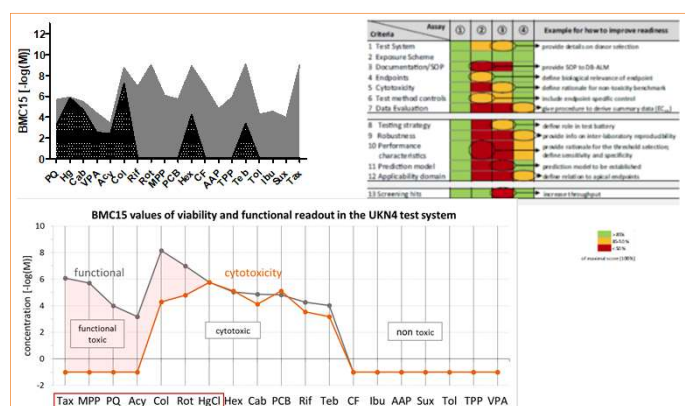 12
10
8
6
4
2
0
BMC15 [-log(M)]
PQ Hg Cab VPA Acy Col Rif Rot MPP PCB Hex CF AAP TPP Teb Tol Ibu Sux Tax
Assay
Criteria
① ② ③ ④ Example for how to improve readiness
1 Test System provide details on donor selection
2 Exposure Scheme
3 Documentation/SOP provide SOP to DB-ALM
4 Endpoints define biological relevance of endpoint
5 Cytotoxicity define rationale for non-toxicity benchmark
6 Test method controls include endpoint specific control
7 Data Evaluation give procedure to derive summary data
8 Testing strategy define role in test battery
9 Robustness provide info on inter-laboratory reproducibility
10 Performance characteristics provide rationale for the threshold selection; define sensitivity and specificity
11 Prediction model prediction model to be established
12 Applicability domain define relation to apical endpoints
13 Screening hits increase throughput
of maximal score (100%)
BMC15 values of viability and functional readout in the UKN4 test system
concentration [-log[M)]
10
8
6
4
2
0
-2
functional
cytotoxicity
functional toxic
cytotoxic
non toxic
Tax MPP PQ Acy Col Rot HgCl Hex Cab PCB Rif Teb CF Ibu AAP Sux Tol TPP VPA